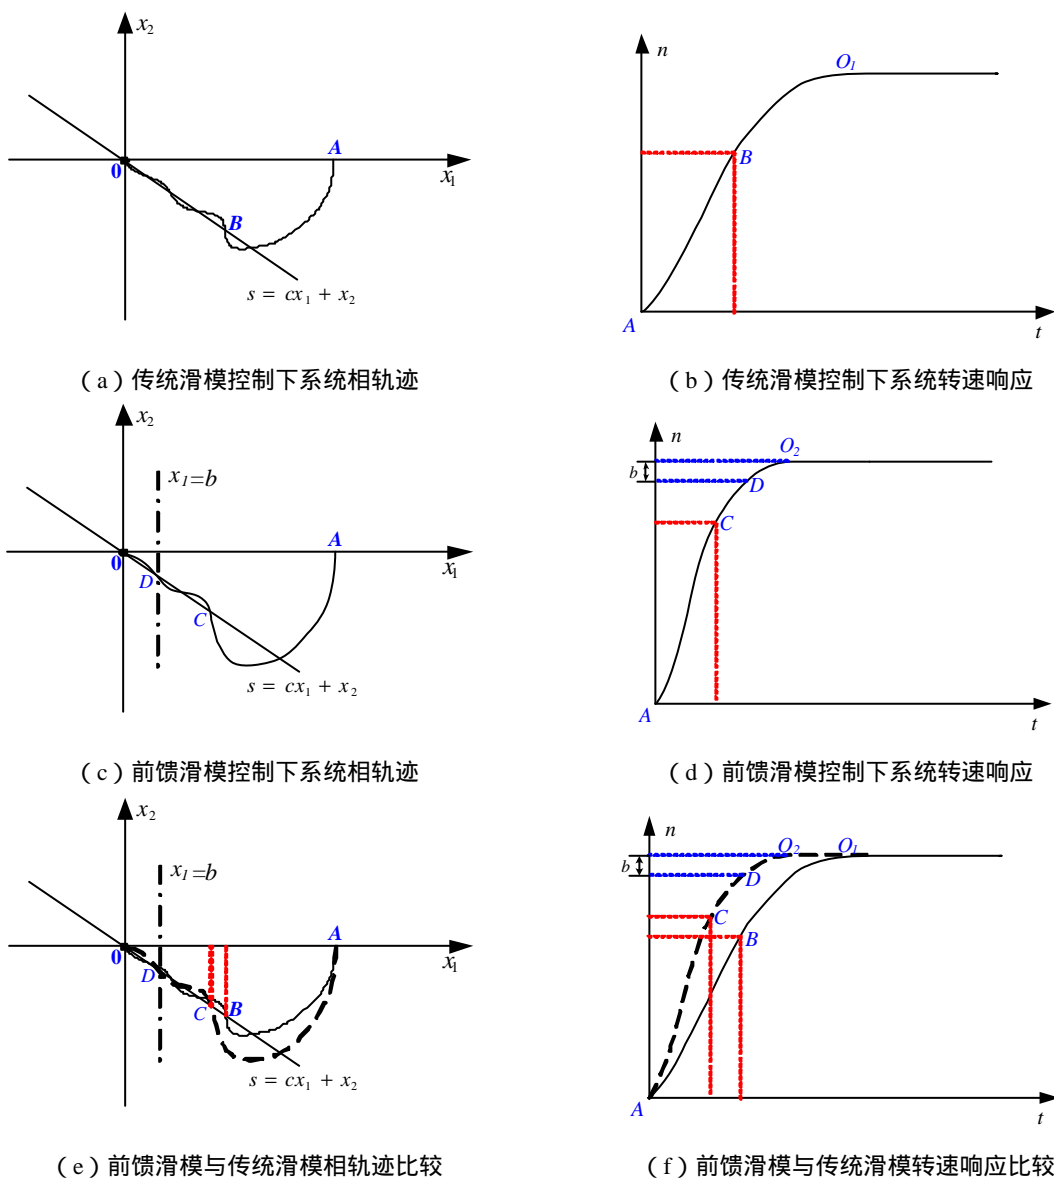 x₂
A
0
x₁
B
s = cx₁ + x₂
(a)传统滑模控制下系统相轨迹
n
O₁
B
A
t
(b)传统滑模控制下系统转速响应
x₂
x₁=b
A
0
x₁
D
C
s = cx₁ + x₂
(c)前馈滑模控制下系统相轨迹
n
O₂
b
D
C
A
t
(d)前馈滑模控制下系统转速响应
x₂
x₁=b
A
0
x₁
D
C
B
s = cx₁ + x₂
(e)前馈滑模与传统滑模相轨迹比较
n
O₂
O₁
b
D
C
B
A
t
(f)前馈滑模与传统滑模转速响应比较